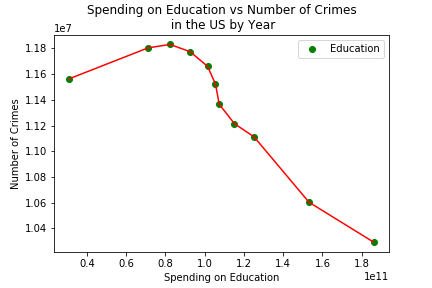 Spending on Education vs Number of Crimes
in the US by Year
1e7
Education
1.18
1.16
1.14
1.12
1.10
1.08
1.06
1.04
Number of Crimes
0.4 0.6 0.8 1.0 1.2 1.4 1.6 1.8
1e11
Spending on Education